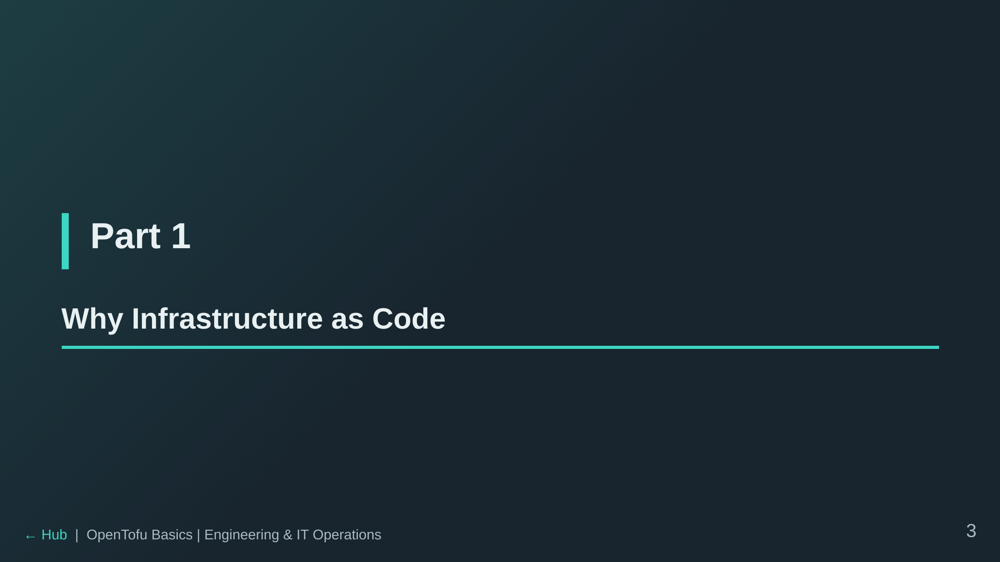 Part 1
Why Infrastructure as Code
← Hub | OpenTofu Basics | Engineering & IT Operations
3